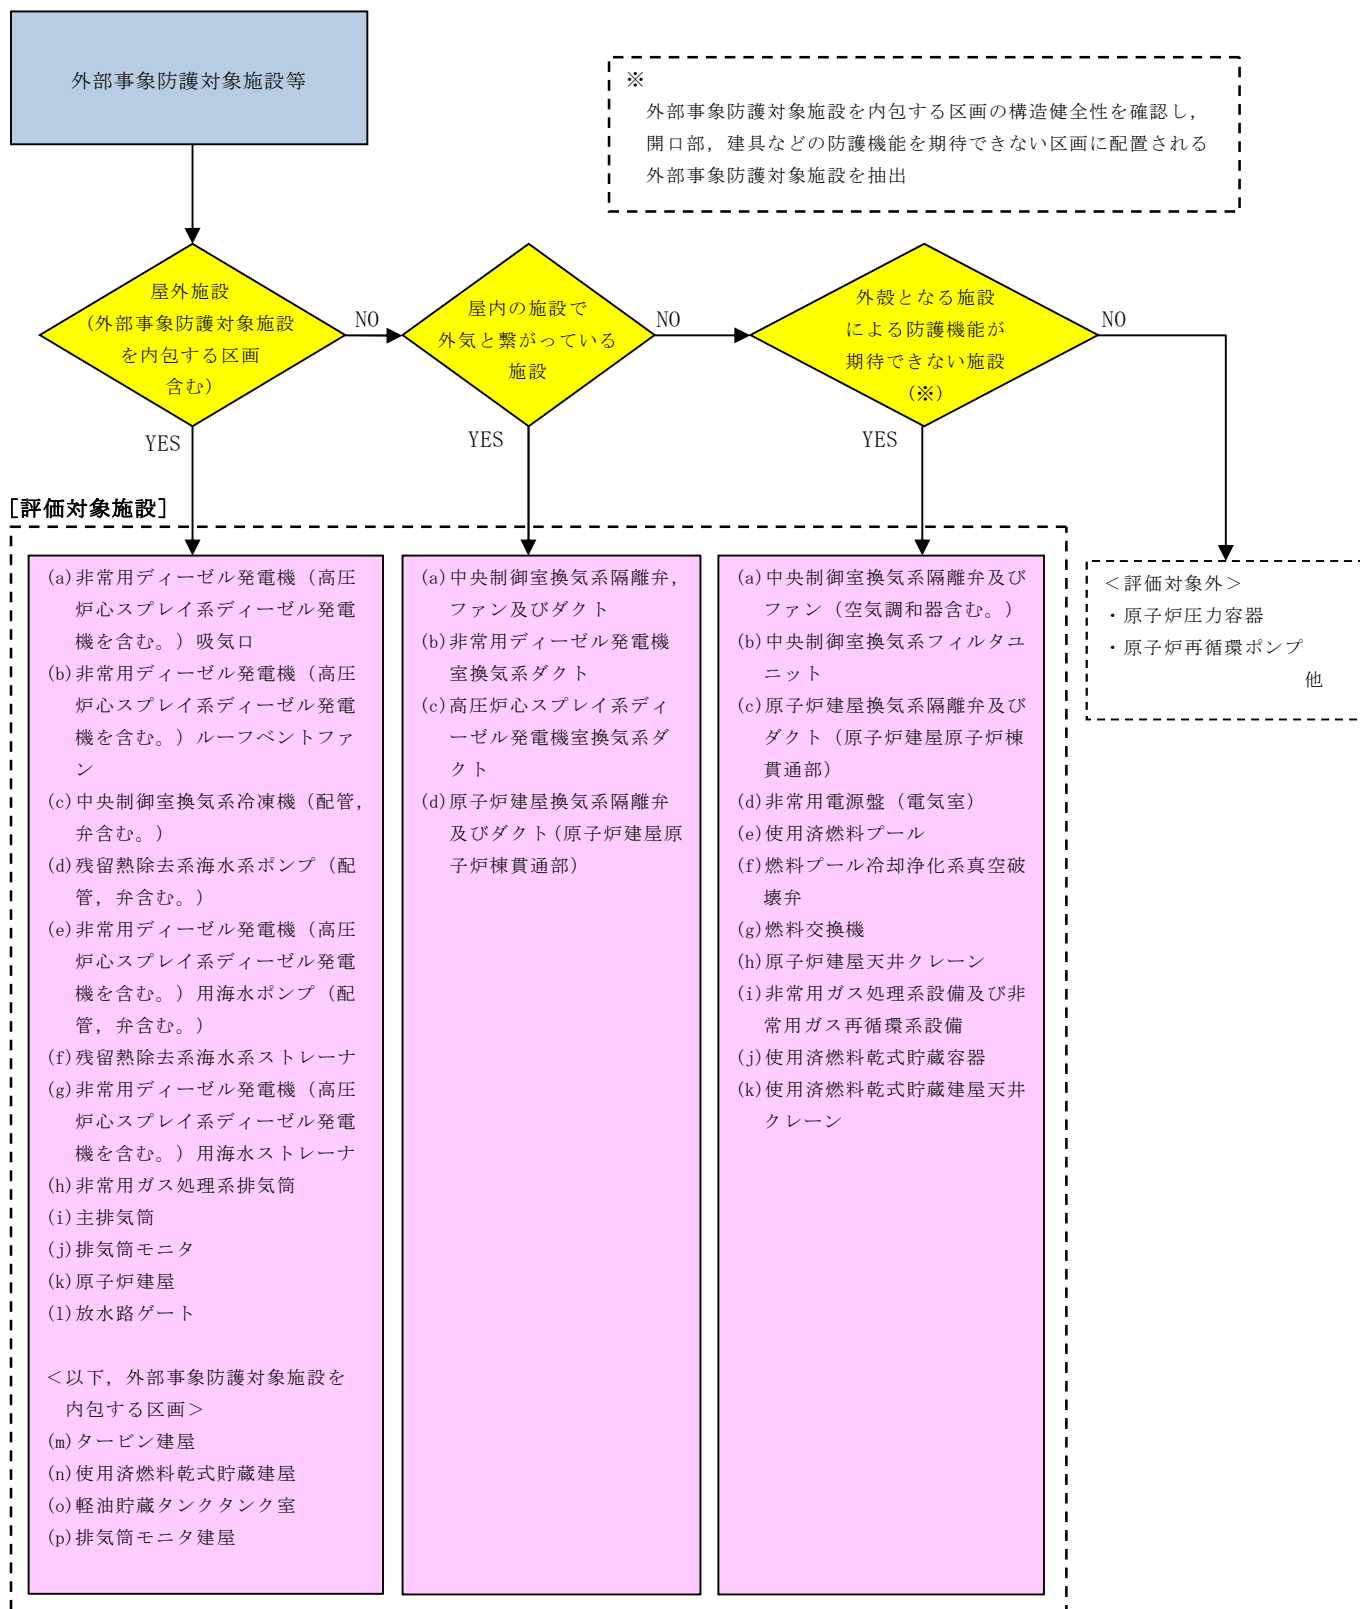 外部事象防護対象施設等
※
外部事象防護対象施設を内包する区画の構造健全性を確認し，
開口部，建具などの防護機能を期待できない区画に配置される
外部事象防護対象施設を抽出
屋外施設
(外部事象防護対象施設
を内包する区画
含む)
NO
YES
屋内の施設で
外気と繋がっている
施設
NO
YES
外殻となる施設
による防護機能が
期待できない施設
(※)
NO
YES
[評価対象施設]
(a)非常用ディーゼル発電機（高圧
炉心スプレイ系ディーゼル発電
機を含む。）吸気口
(b)非常用ディーゼル発電機（高圧
炉心スプレイ系ディーゼル発電
機を含む。）ルーフベントファ
ン
(c)中央制御室換気系冷凍機（配管，
弁含む。）
(d)残留熱除去系海水系ポンプ（配
管，弁含む。）
(e)非常用ディーゼル発電機（高圧
炉心スプレイ系ディーゼル発電
機を含む。）用海水ポンプ（配
管，弁含む。）
(f)残留熱除去系海水系ストレーナ
(g)非常用ディーゼル発電機（高圧
炉心スプレイ系ディーゼル発電
機を含む。）用海水ストレーナ
(h)非常用ガス処理系排気筒
(i)主排気筒
(j)排気筒モニタ
(k)原子炉建屋
(l)放水路ゲート
＜以下，外部事象防護対象施設を
内包する区画＞
(m)タービン建屋
(n)使用済燃料乾式貯蔵建屋
(o)軽油貯蔵タンクタンク室
(p)排気筒モニタ建屋
(a)中央制御室換気系隔離弁，
ファン及びダクト
(b)非常用ディーゼル発電機
室換気系ダクト
(c)高圧炉心スプレイ系ディ
ーゼル発電機室換気系ダ
クト
(d)原子炉建屋換気系隔離弁
及びダクト(原子炉建屋原
子炉棟貫通部）
(a)中央制御室換気系隔離弁及び
ファン（空気調和器含む。）
(b)中央制御室換気系フィルタユ
ニット
(c)原子炉建屋換気系隔離弁及び
ダクト（原子炉建屋原子炉棟
貫通部）
(d)非常用電源盤（電気室）
(e)使用済燃料プール
(f)燃料プール冷却浄化系真空破
壊弁
(g)燃料交換機
(h)原子炉建屋天井クレーン
(i)非常用ガス処理系設備及び非
常用ガス再循環系設備
(j)使用済燃料乾式貯蔵容器
(k)使用済燃料乾式貯蔵建屋天井
クレーン
＜評価対象外＞
・原子炉圧力容器
・原子炉再循環ポンプ
他